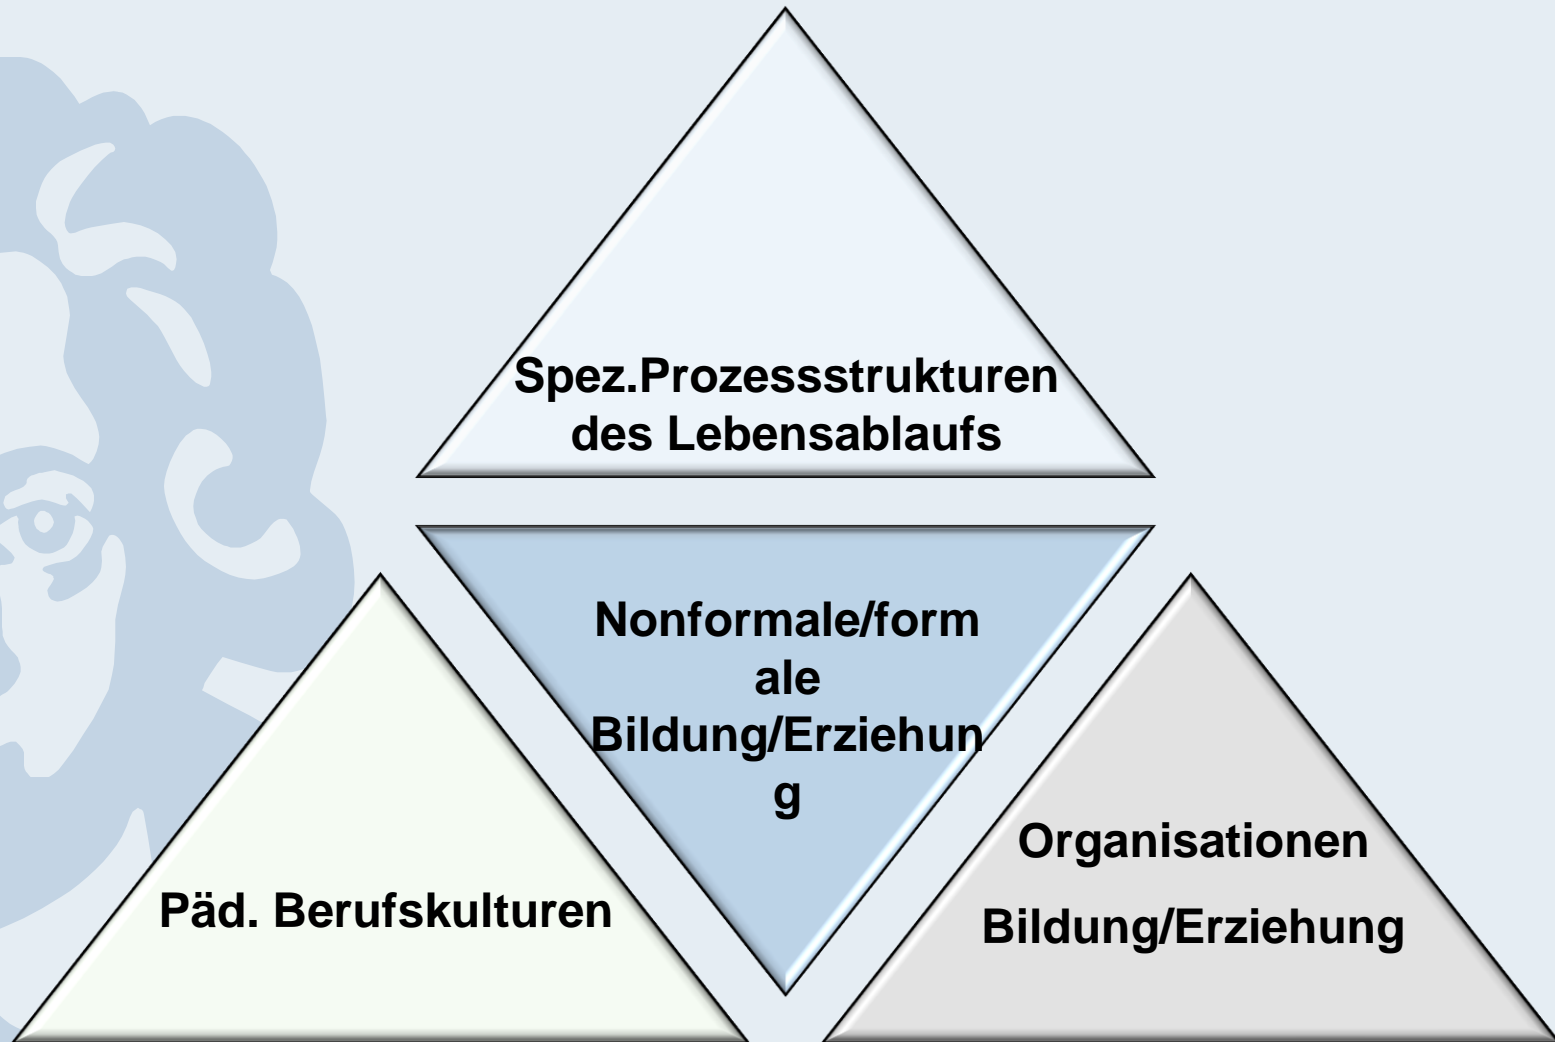 Spez.Prozessstrukturen
des Lebensablaufs
Nonformale/form
ale
Bildung/Erziehun
g
Organisationen
Bildung/Erziehung
Päd. Berufskulturen